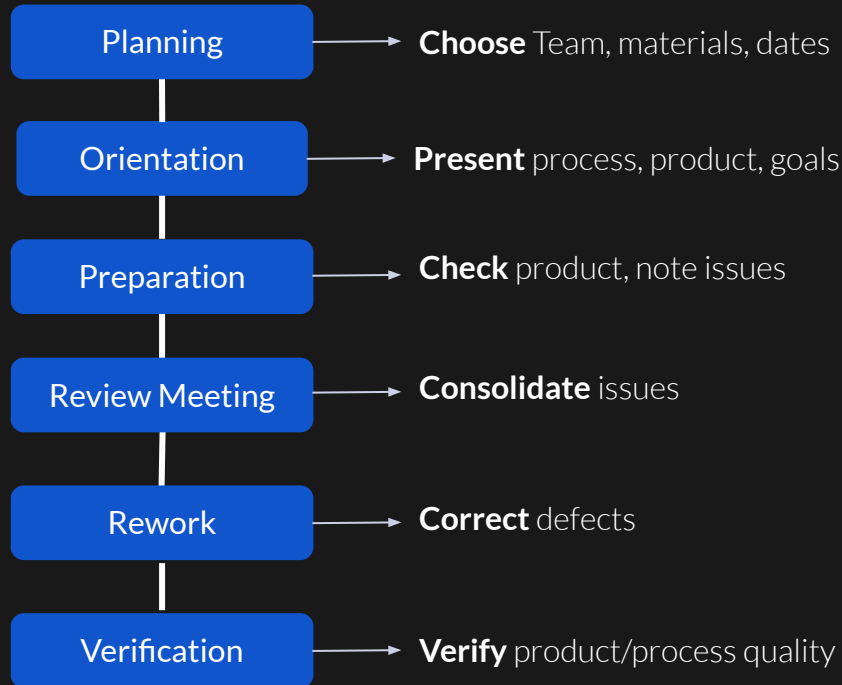 Planning
Choose Team, materials, dates
Orientation
Present process, product, goals
Preparation
Check product, note issues
Review Meeting
Consolidate issues
Rework
Correct defects
Verification
Verify product/process quality